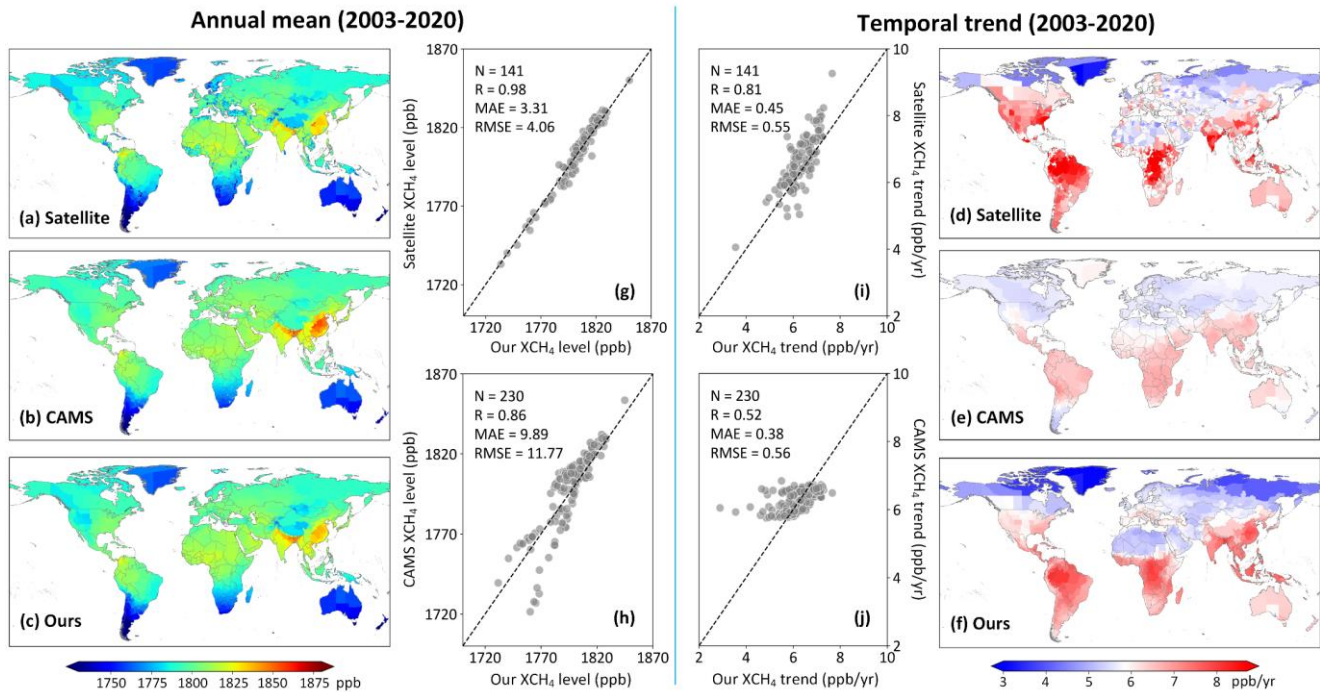 Annual mean (2003-2020)
Temporal trend (2003-2020)
(a) Satellite
(b) CAMS
(c) Ours
1750 1775 1800 1825 1850 1875 ppb
Satellite XCH₄ level (ppb)
1870
1820
1770
1720
N = 141
R = 0.98
MAE = 3.31
RMSE = 4.06
(g)
1720 1770 1820 1870
Our XCH₄ level (ppb)
CAMS XCH₄ level (ppb)
1870
1820
1770
1720
N = 230
R = 0.86
MAE = 9.89
RMSE = 11.77
(h)
1720 1770 1820 1870
Our XCH₄ level (ppb)
N = 141
R = 0.81
MAE = 0.45
RMSE = 0.55
(i)
10
8
6
4
2
Satellite XCH₄ trend (ppb/yr)
2 4 6 8 10
Our XCH₄ trend (ppb/yr)
N = 230
R = 0.52
MAE = 0.38
RMSE = 0.56
(j)
10
8
6
4
2
CAMS XCH₄ trend (ppb/yr)
2 4 6 8 10
Our XCH₄ trend (ppb/yr)
(d) Satellite
(e) CAMS
(f) Ours
3 4 5 6 7 8 ppb/yr